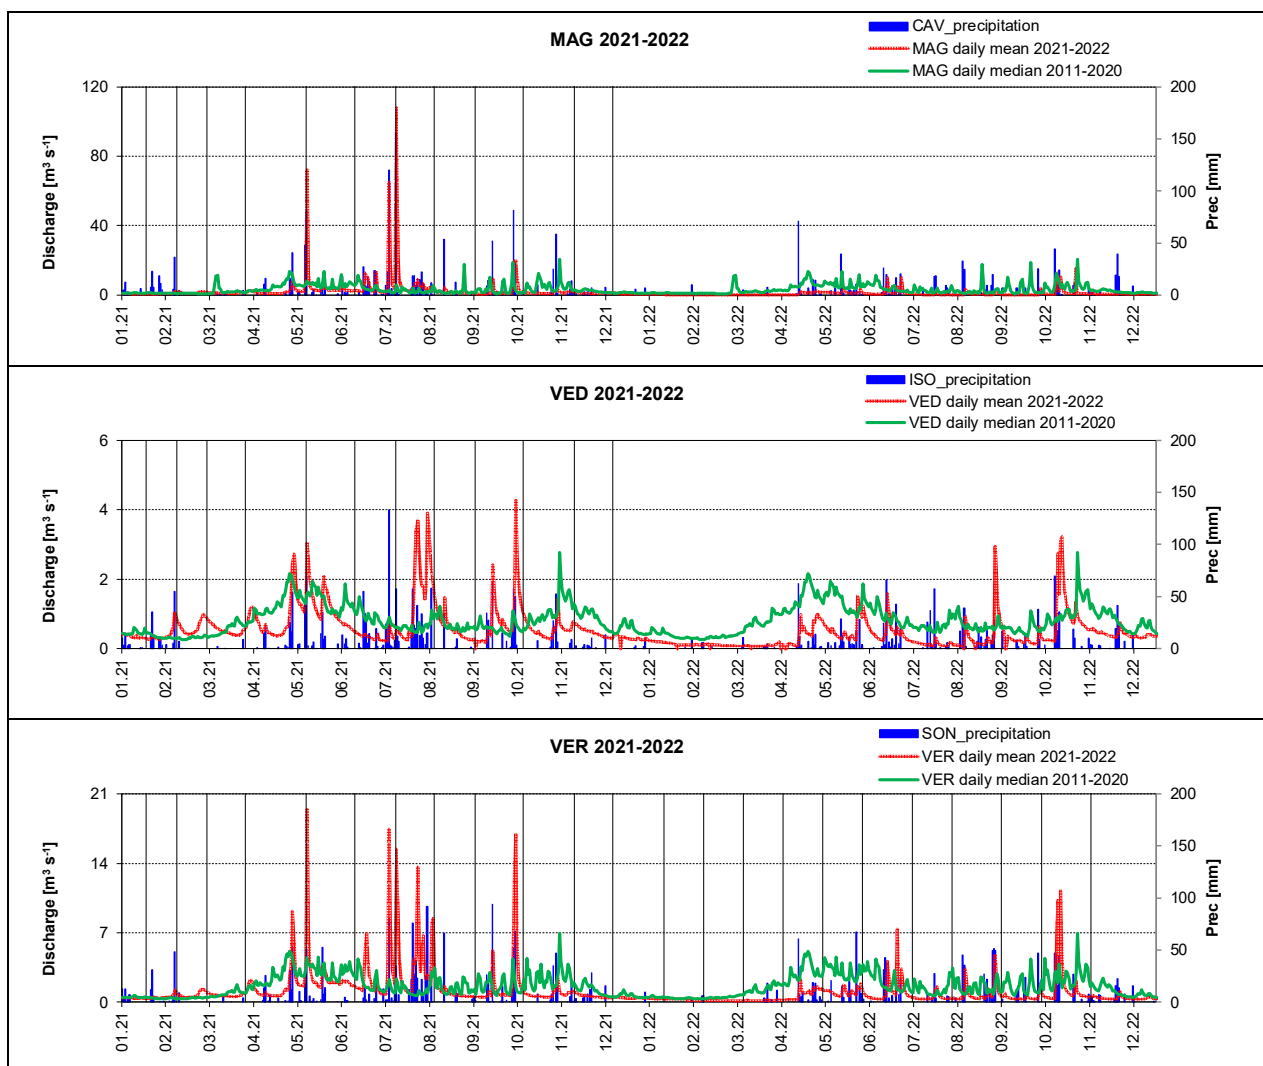 MAG 2021-2022
CAV_precipitation
MAG daily mean 2021-2022
MAG daily median 2011-2020
Discharge [m³ s⁻¹]
120
80
40
0
200
150
100
50
0
Prec [mm]
01.21 02.21 03.21 04.21 05.21 06.21 07.21 08.21 09.21 10.21 11.21 12.21 01.22 02.22 03.22 04.22 05.22 06.22 07.22 08.22 09.22 10.22 11.22 12.22
VED 2021-2022
ISO_precipitation
VED daily mean 2021-2022
VED daily median 2011-2020
Discharge [m³ s⁻¹]
6
4
2
0
200
150
100
50
0
Prec [mm]
01.21 02.21 03.21 04.21 05.21 06.21 07.21 08.21 09.21 10.21 11.21 12.21 01.22 02.22 03.22 04.22 05.22 06.22 07.22 08.22 09.22 10.22 11.22 12.22
VER 2021-2022
SON_precipitation
VER daily mean 2021-2022
VER daily median 2011-2020
Discharge [m³ s⁻¹]
21
14
7
0
200
150
100
50
0
Prec [mm]
01.21 02.21 03.21 04.21 05.21 06.21 07.21 08.21 09.21 10.21 11.21 12.21 01.22 02.22 03.22 04.22 05.22 06.22 07.22 08.22 09.22 10.22 11.22 12.22